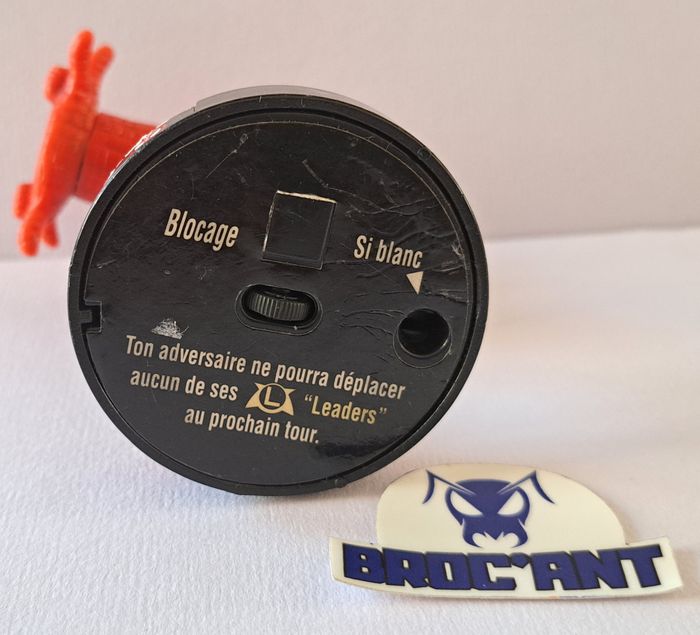 Blocage
Si blanc
Ton adversaire ne pourra déplacer
aucun de ses L "Leaders"
au prochain tour.
BROC'ANT